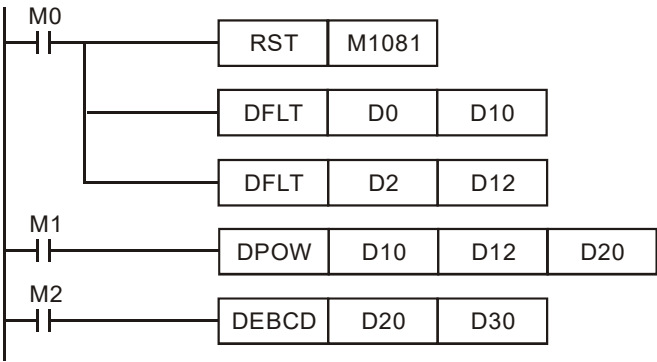 M0
RST M1081
DFLT D0 D10
DFLT D2 D12
M1
DPOW D10 D12 D20
M2
DEBCD D20 D30